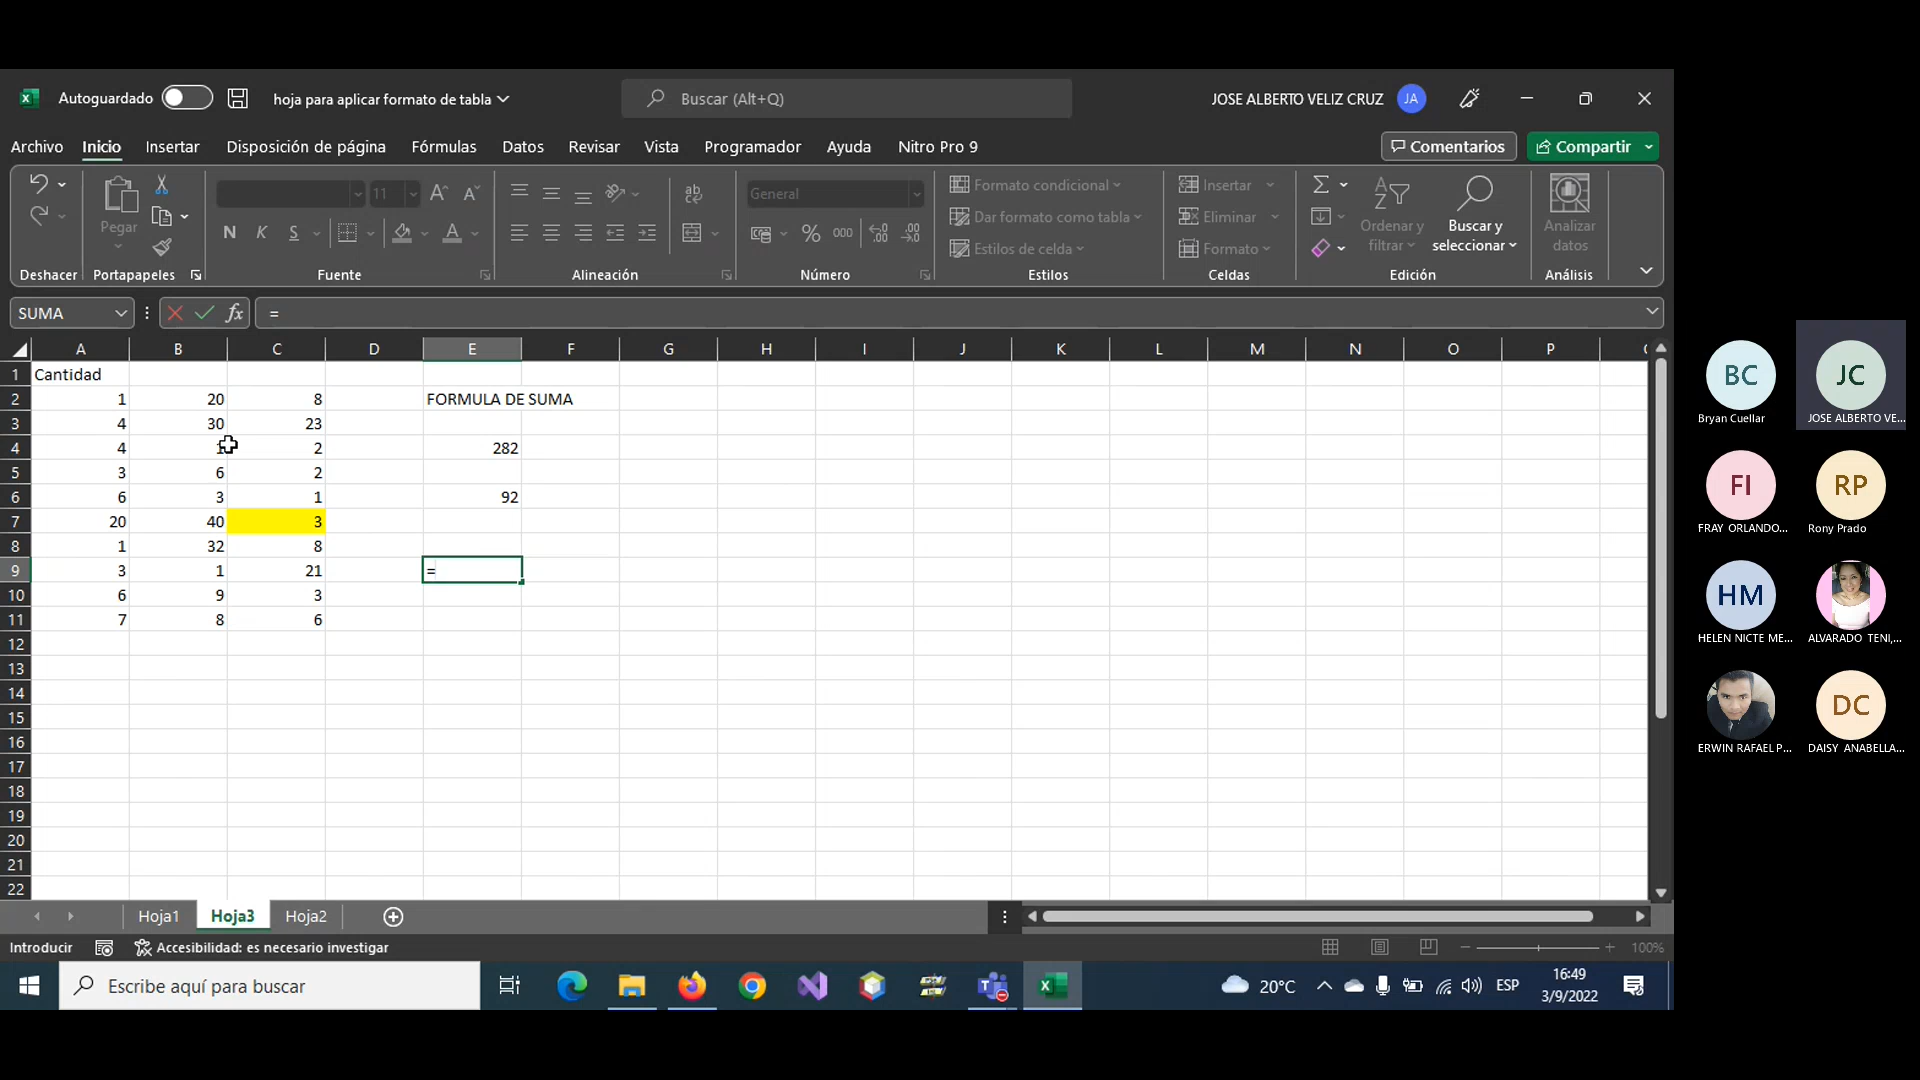 Autoguardado
hoja para aplicar formato de tabla
Buscar (Alt+Q)
JOSE ALBERTO VELIZ CRUZ
JA
Archivo Inicio Insertar Disposición de página Fórmulas Datos Revisar Vista Programador Ayuda Nitro Pro 9
Comentarios
Compartir
Pegar
11
N K S
General
% 000
Formato condicional
Dar formato como tabla
Estilos de celda
Insertar
Eliminar
Formato
Ordenar y filtrar
Buscar y seleccionar
Analizar datos
Deshacer Portapapeles Fuente Alineación Número Estilos Celdas Edición Análisis
SUMA
fx
=
A B C D E F G H I J K L M N O P
1 Cantidad
2 1 20 8 FORMULA DE SUMA
3 4 30 23
4 4 2 282
5 3 6 2
6 6 3 1 92
7 20 40 3
8 1 32 8
9 3 1 21 =
10 6 9 3
11 7 8 6
12
13
14
15
16
17
18
19
20
21
22
Hoja1 Hoja3 Hoja2
Introducir
Accesibilidad: es necesario investigar
100%
Escribe aquí para buscar
20°C
ESP
16:49
3/9/2022
BC
Bryan Cuellar
JC
JOSE ALBERTO VE...
FI
FRAY ORLANDO...
RP
Rony Prado
HM
HELEN NICTE ME...
ALVARADO TENI,...
ERWIN RAFAEL P...
DC
DAISY ANABELLA...